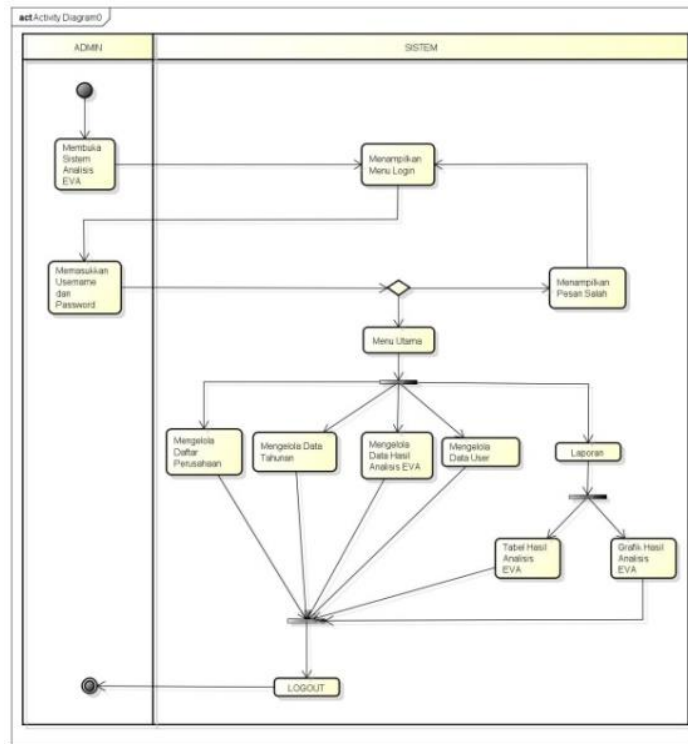 act Activity Diagram0
ADMIN
SISTEM
Membuka
Sistem
Analisis
EVA
Menampilkan
Menu Login
Memasukkan
Username
dan
Password
Menampilkan
Pesan Salah
Menu Utama
Mengelola
Daftar
Perusahaan
Mengelola Data
Tahunan
Mengelola
Data Hasil
Analisis EVA
Mengelola
Data User
Laporan
Tabel Hasil
Analisis
EVA
Grafik Hasil
Analisis
EVA
LOGOUT